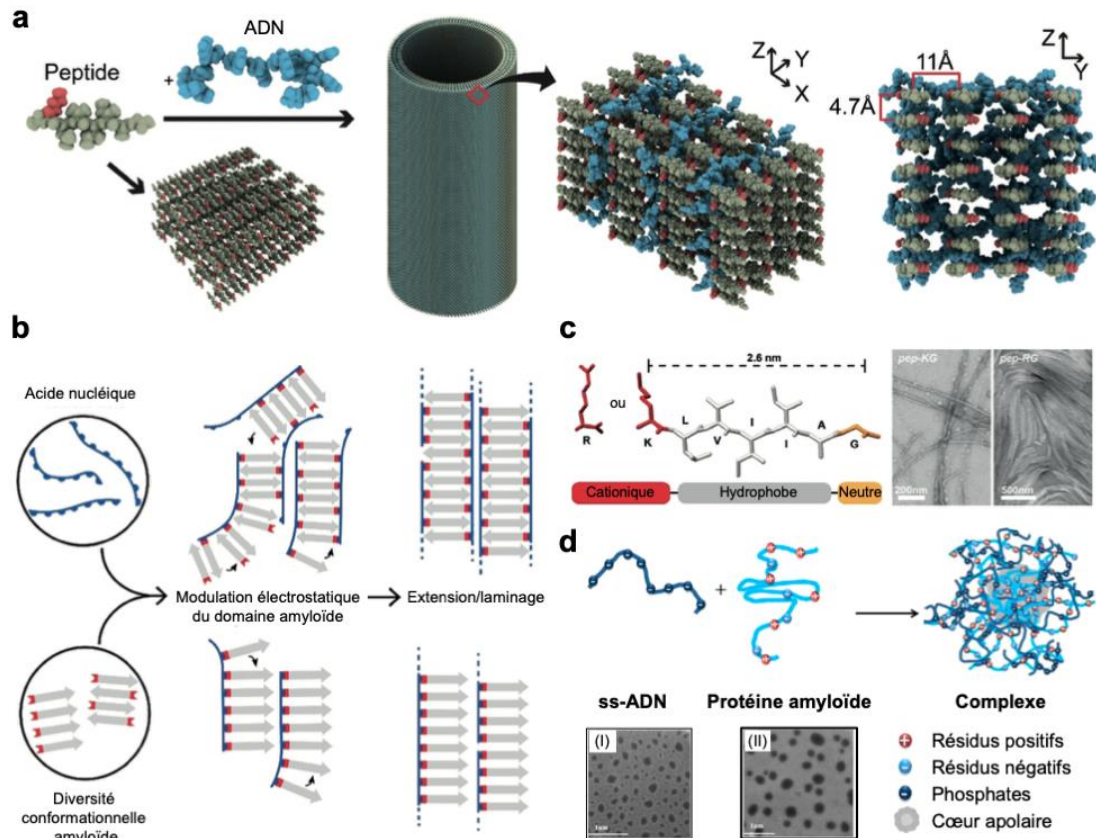 a
ADN
Peptide
+
Z
Y
X
Z
Y
11Å
4.7Å
b
Acide nucléique
Modulation électrostatique
du domaine amyloïde
Extension/laminage
Diversité
conformationnelle
amyloïde
c
2.6 nm
ou
R
K
L
V
I
I
A
G
Cationique
Hydrophobe
Neutre
pep-KG
200nm
pep-RG
500nm
d
+
ss-ADN
Protéine amyloïde
Complexe
(I)
(II)
Résidus positifs
Résidus négatifs
Phosphates
Cœur apolaire